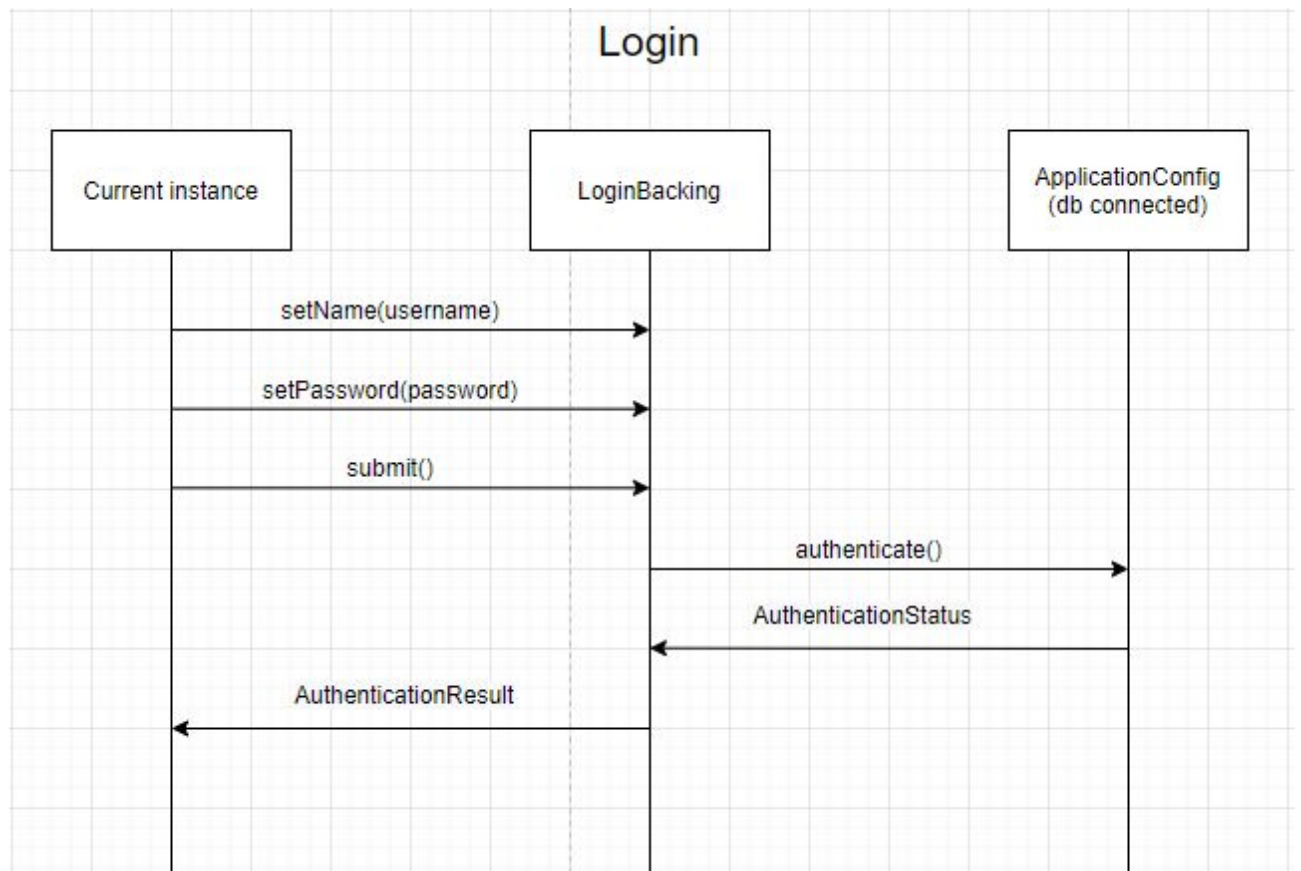 Login
Current instance
LoginBacking
ApplicationConfig
(db connected)
setName(username)
setPassword(password)
submit()
authenticate()
AuthenticationStatus
AuthenticationResult